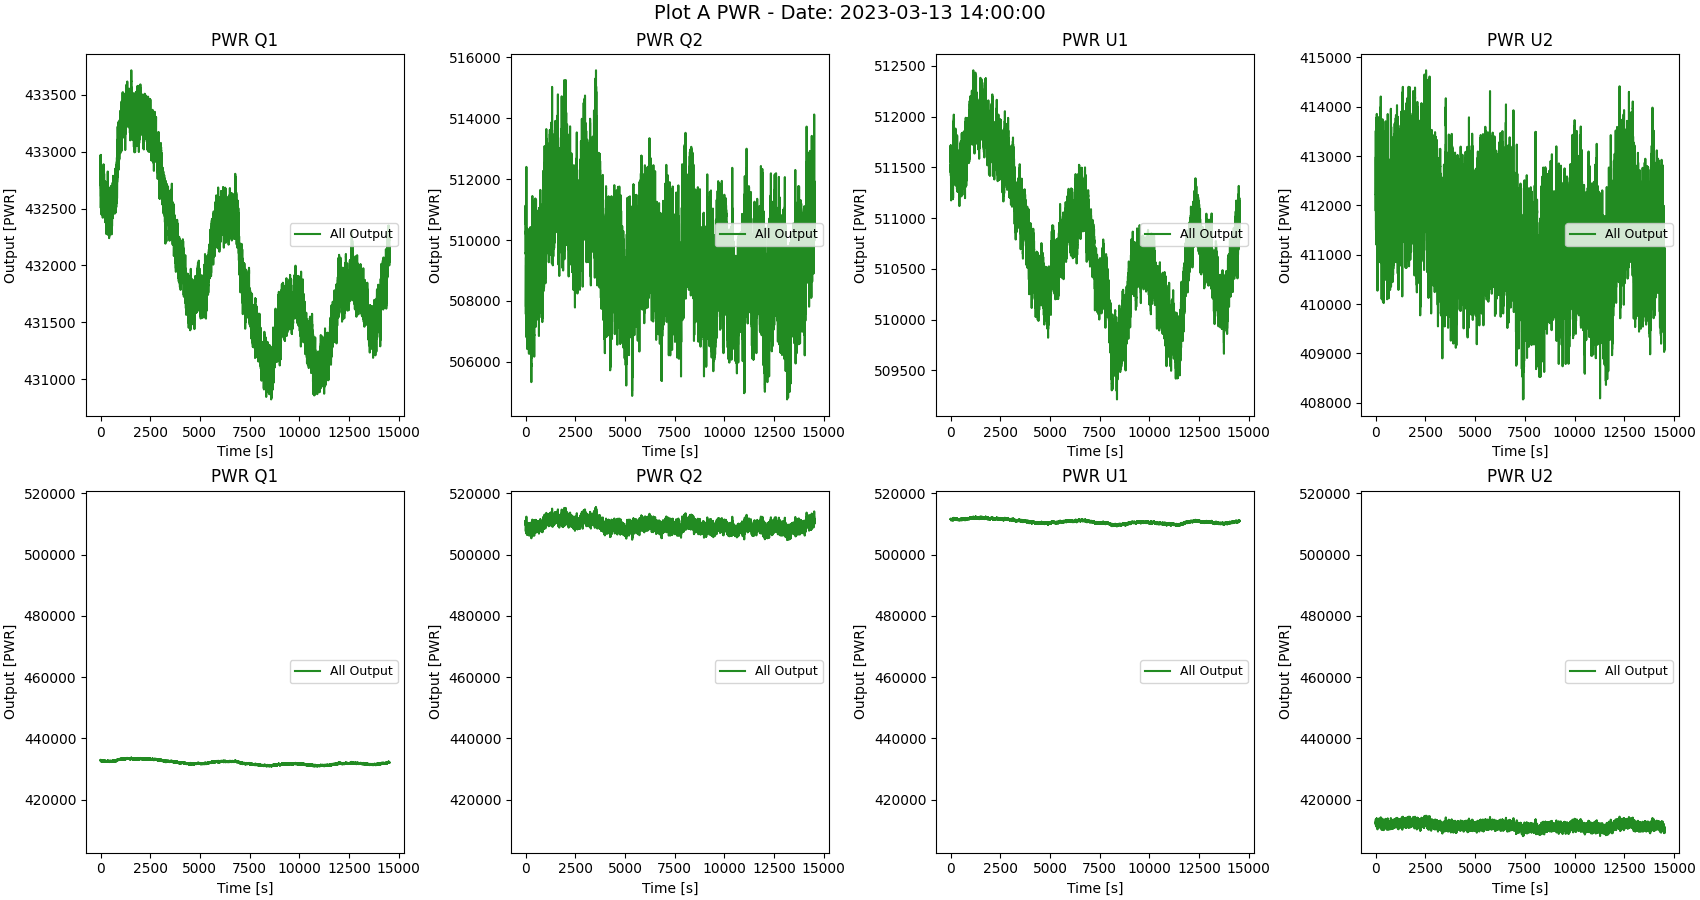 Plot A PWR - Date: 2023-03-13 14:00:00
PWR Q1
Output [PWR]
433500
433000
432500
432000
431500
431000
All Output
0 2500 5000 7500 10000 12500 15000
Time [s]
PWR Q2
Output [PWR]
516000
514000
512000
510000
508000
506000
All Output
0 2500 5000 7500 10000 12500 15000
Time [s]
PWR U1
Output [PWR]
512500
512000
511500
511000
510500
510000
509500
All Output
0 2500 5000 7500 10000 12500 15000
Time [s]
PWR U2
Output [PWR]
415000
414000
413000
412000
411000
410000
409000
408000
All Output
0 2500 5000 7500 10000 12500 15000
Time [s]
PWR Q1
Output [PWR]
520000
500000
480000
460000
440000
420000
All Output
0 2500 5000 7500 10000 12500 15000
Time [s]
PWR Q2
Output [PWR]
520000
500000
480000
460000
440000
420000
All Output
0 2500 5000 7500 10000 12500 15000
Time [s]
PWR U1
Output [PWR]
520000
500000
480000
460000
440000
420000
All Output
0 2500 5000 7500 10000 12500 15000
Time [s]
PWR U2
Output [PWR]
520000
500000
480000
460000
440000
420000
All Output
0 2500 5000 7500 10000 12500 15000
Time [s]